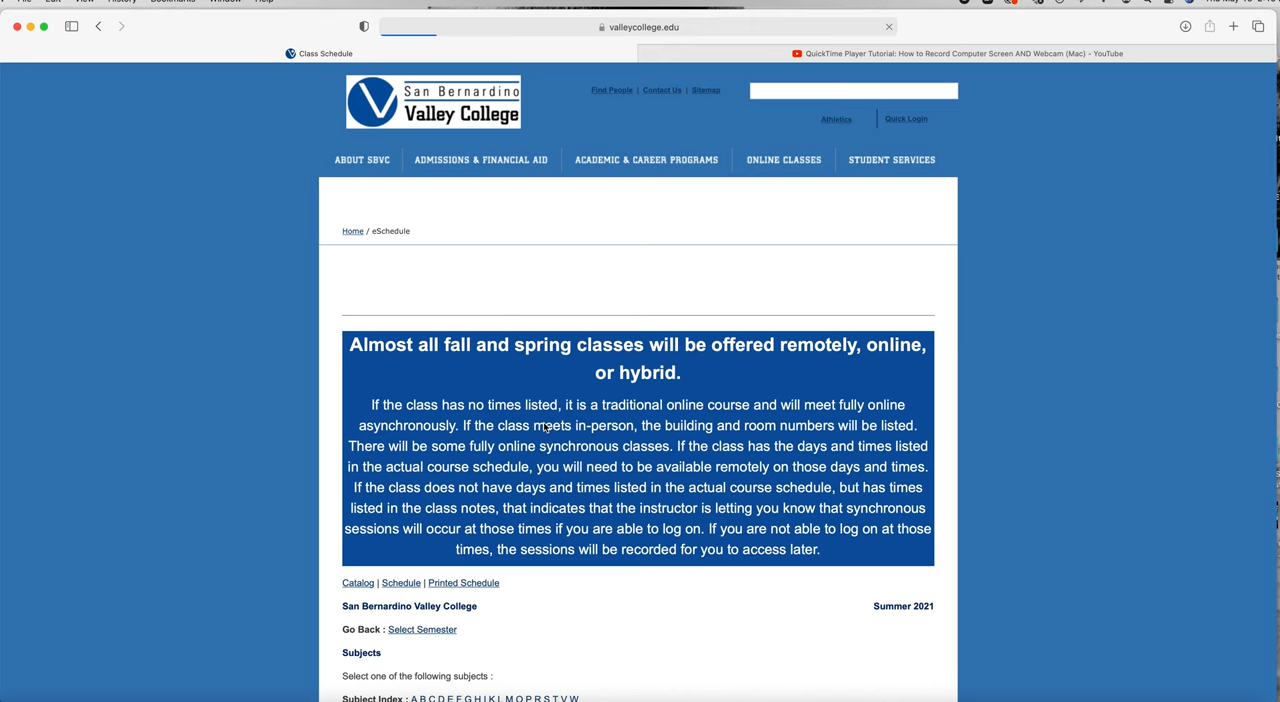 File Edit View History Bookmarks Window Help
valleycollege.edu
Class Schedule
QuickTime Player Tutorial: How to Record Computer Screen AND Webcam (Mac) - YouTube
San Bernardino
Valley College
Find People | Contact Us | Sitemap
Athletics
Quick Login
ABOUT SBVC
ADMISSIONS & FINANCIAL AID
ACADEMIC & CAREER PROGRAMS
ONLINE CLASSES
STUDENT SERVICES
Home / eSchedule
Almost all fall and spring classes will be offered remotely, online,
or hybrid.
If the class has no times listed, it is a traditional online course and will meet fully online
asynchronously. If the class meets in-person, the building and room numbers will be listed.
There will be some fully online synchronous classes. If the class has the days and times listed
in the actual course schedule, you will need to be available remotely on those days and times.
If the class does not have days and times listed in the actual course schedule, but has times
listed in the class notes, that indicates that the instructor is letting you know that synchronous
sessions will occur at those times if you are able to log on. If you are not able to log on at those
times, the sessions will be recorded for you to access later.
Catalog | Schedule | Printed Schedule
San Bernardino Valley College
Summer 2021
Go Back : Select Semester
Subjects
Select one of the following subjects :
Subject Index : A B C D E F G H I K L M O P R S T V W